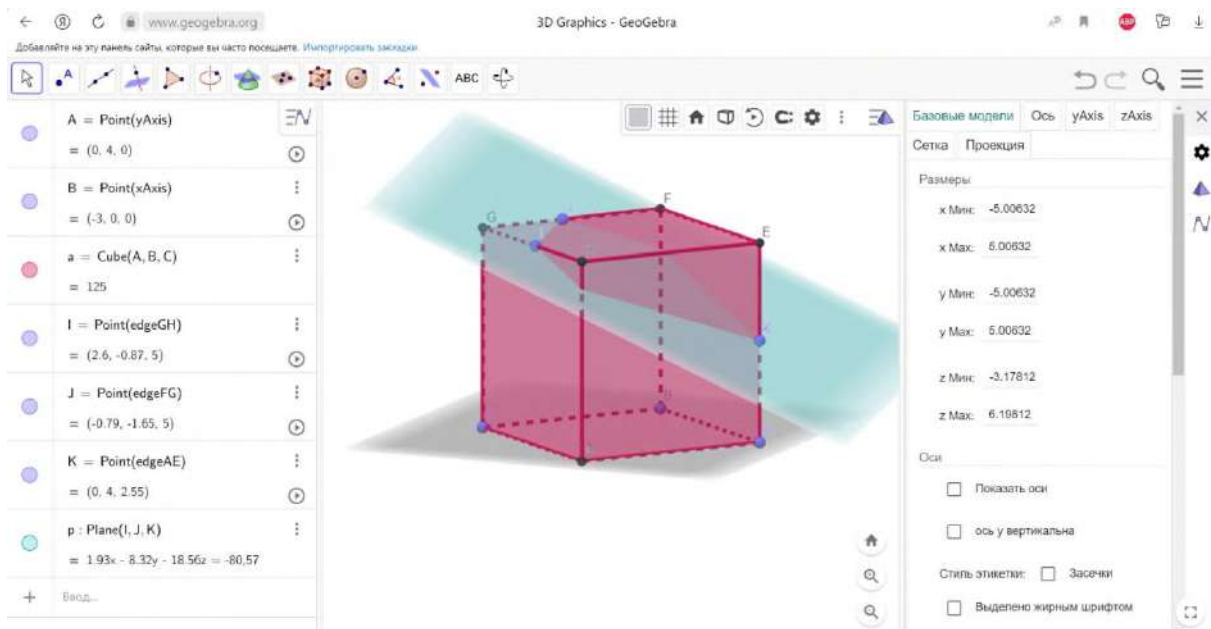 www.geogebra.org
3D Graphics - GeoGebra
ABP
Добавляйте на эту панель сайты, которые вы часто посещаете. Импортировать закладки
ABC
A = Point(yAxis)
= (0, 4, 0)
B = Point(xAxis)
= (-3, 0, 0)
a = Cube(A, B, C)
= 125
I = Point(edgeGH)
= (2.6, -0.87, 5)
J = Point(edgeFG)
= (-0.79, -1.65, 5)
K = Point(edgeAE)
= (0, 4, 2.55)
p : Plane(I, J, K)
= 1.93x - 8.32y - 18.56z = -80,57
Ввод...
G
F
E
K
B
Базовые модели Ось yAxis zAxis
Сетка Проекция
Размеры
x Мин: -5.00632
x Мах: 5.00632
y Мин: -5.00632
y Мах: 5.00632
z Мин: -3.17812
z Мах: 6.19812
Оси
Показать оси
ось y вертикальна
Стиль этикетки: Засечки
Выделено жирным шрифтом